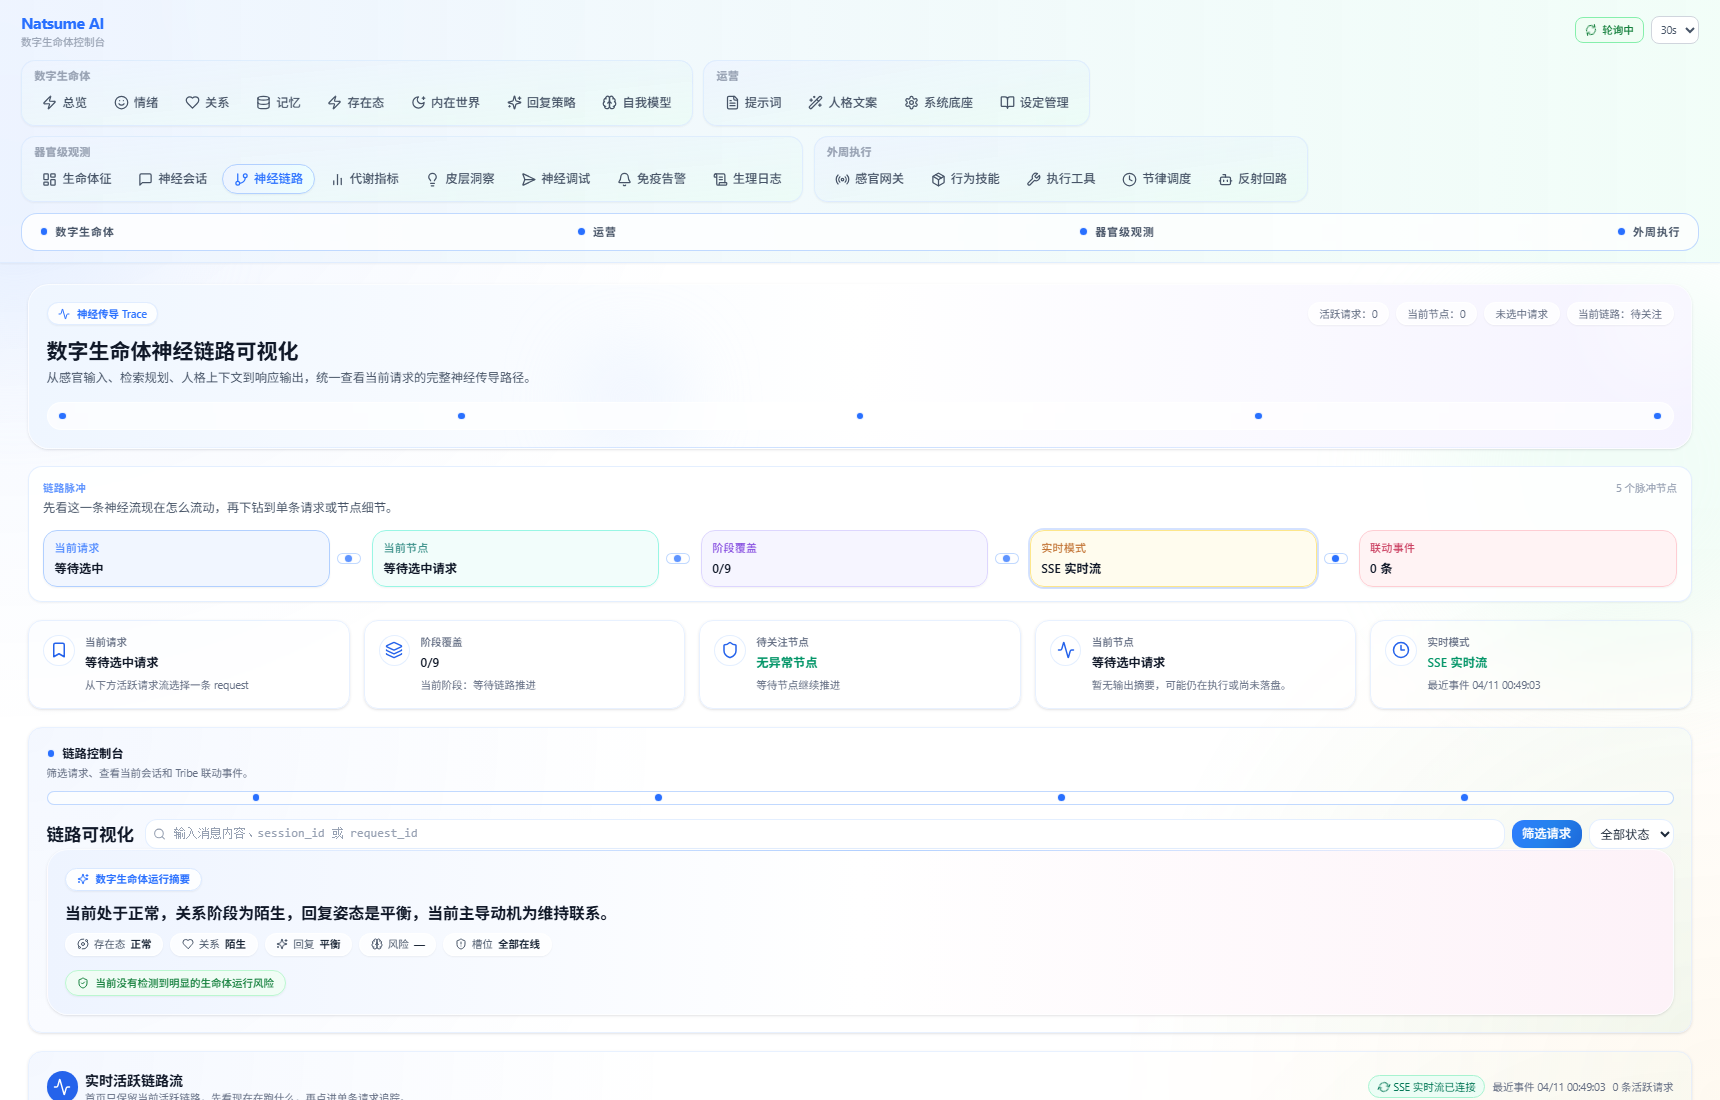 Natsume AI
数字生命体控制台
轮询中
30s
数字生命体
总览 情绪 关系 记忆 存在态 内在世界 回复策略 自我模型
运营
提示词 人格文案 系统底座 设定管理
器官级观测
生命体征 神经会话 神经链路 代谢指标 皮层洞察 神经调试 免疫告警 生理日志
外周执行
感官网关 行为技能 执行工具 节律调度 反射回路
数字生命体 运营 器官级观测 外周执行
神经传导 Trace
活跃请求：0 当前节点：0 未选中请求 当前链路：待关注
数字生命体神经链路可视化
从感官输入、检索规划、人格上下文到响应输出，统一查看当前请求的完整神经传导路径。
链路脉冲
5 个脉冲节点
先看这一条神经流现在怎么流动，再下钻到单条请求或节点细节。
当前请求
等待选中
当前节点
等待选中请求
阶段覆盖
0/9
实时模式
SSE 实时流
联动事件
0 条
当前请求
等待选中请求
从下方活跃请求流选择一条 request
阶段覆盖
0/9
当前阶段：等待链路推进
待关注节点
无异常节点
等待节点继续推进
当前节点
等待选中请求
暂无输出摘要，可能仍在执行或尚未落盘。
实时模式
SSE 实时流
最近事件 04/11 00:49:03
链路控制台
筛选请求、查看当前会话和 Tribe 联动事件。
链路可视化
输入消息内容、session_id 或 request_id
筛选请求
全部状态
数字生命体运行摘要
当前处于正常，关系阶段为陌生，回复姿态是平衡，当前主导动机为维持联系。
存在态 正常 关系 陌生 回复 平衡 风险 — 槽位 全部在线
当前没有检测到明显的生命体运行风险
实时活跃链路流
SSE 实时流已连接 最近事件 04/11 00:49:03 0 条活跃请求
首页只保留当前活跃链路，先看现在在跑什么，再点进单条请求追踪。